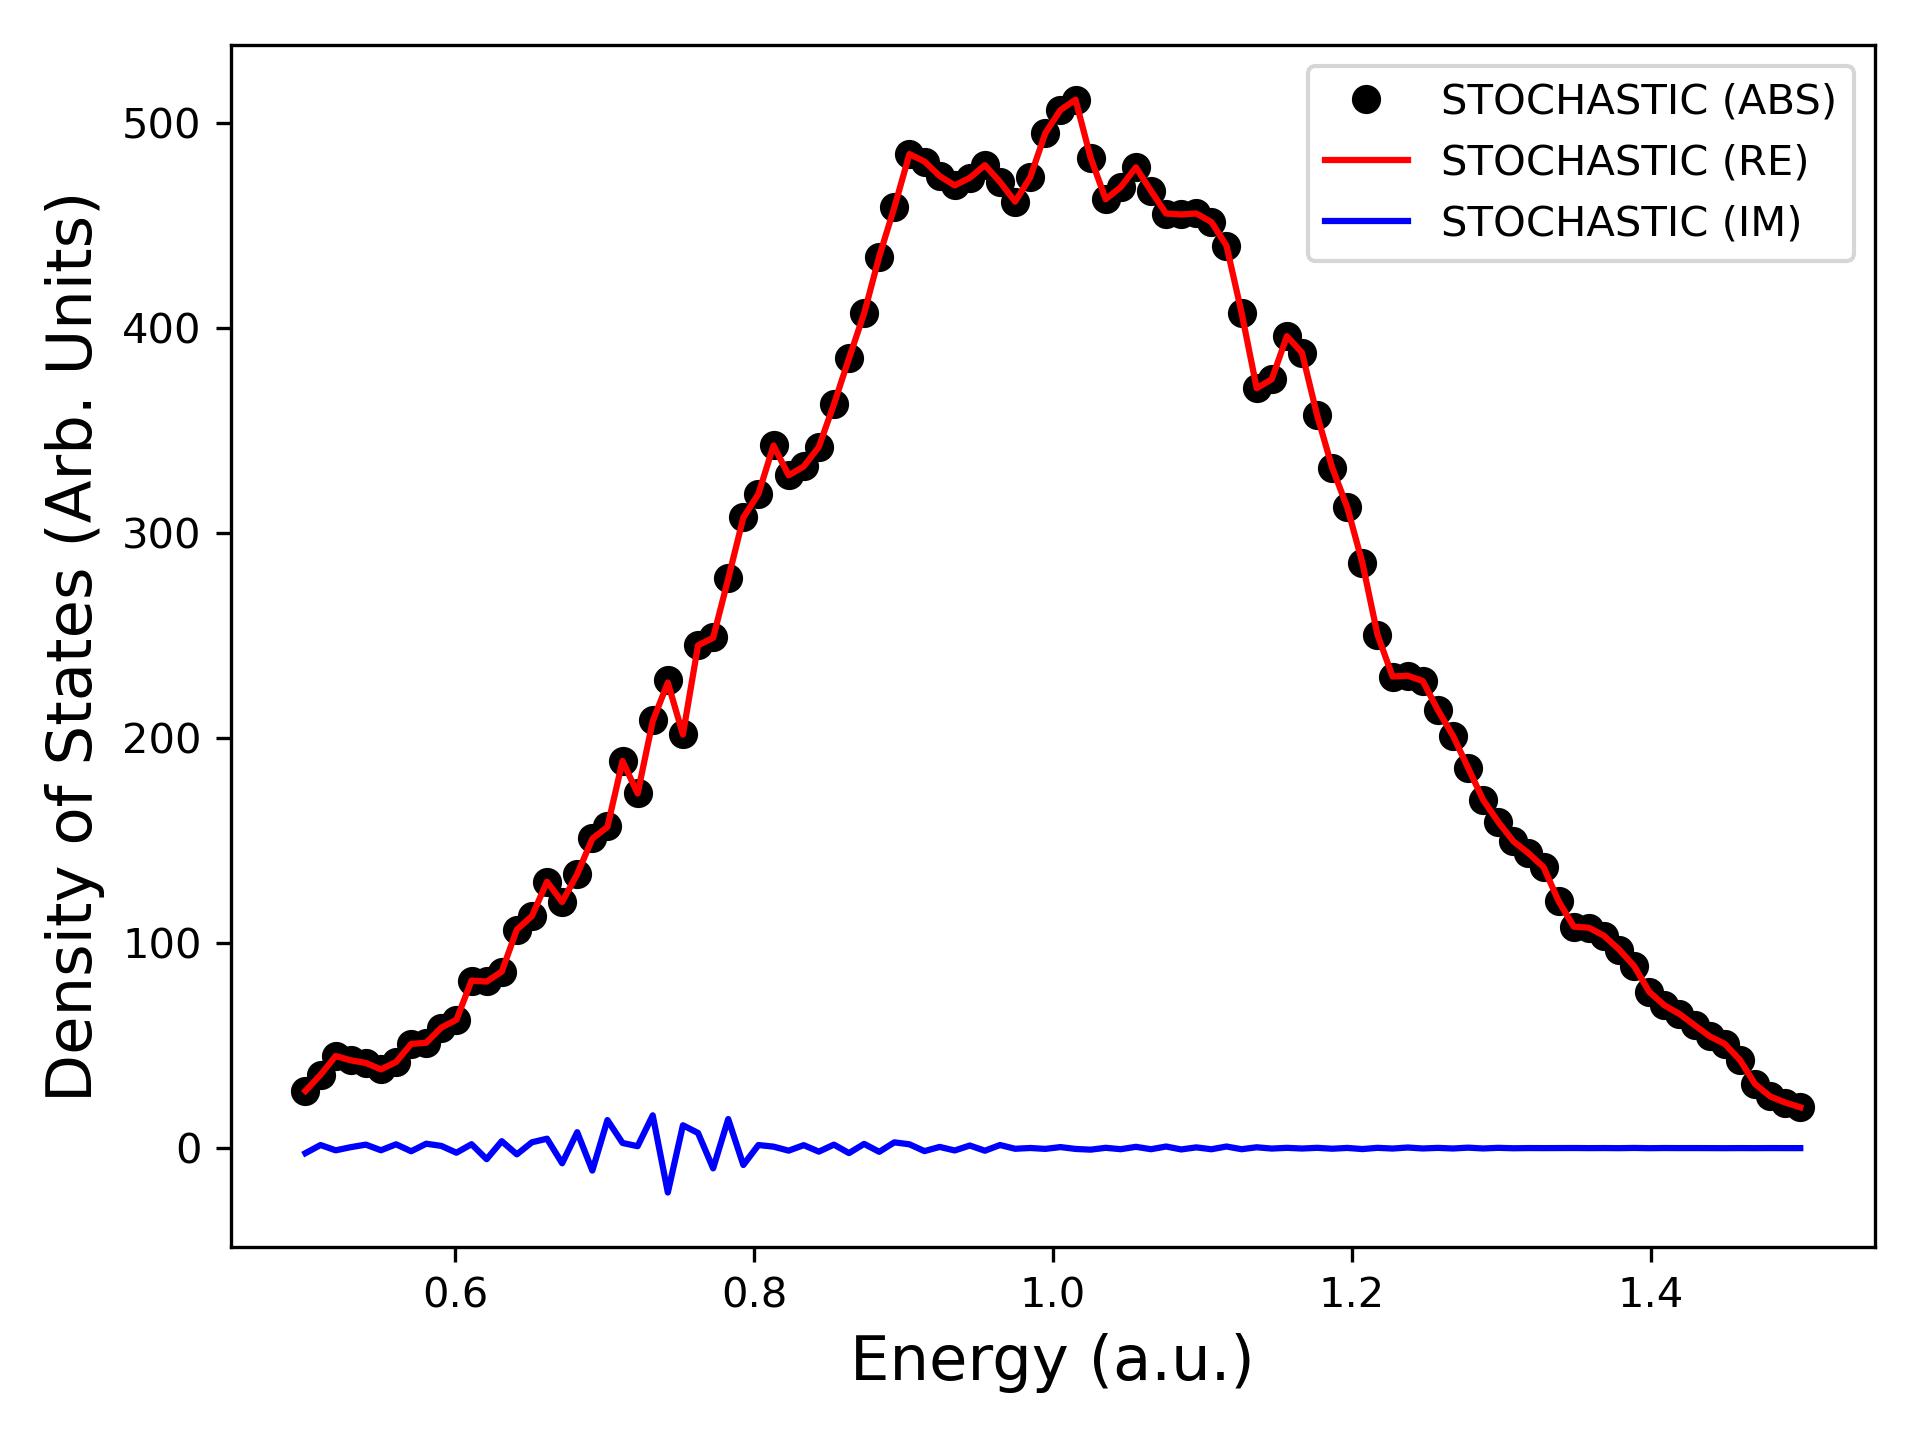 Density of States (Arb. Units)
500
400
300
200
100
0
STOCHASTIC (ABS)
STOCHASTIC (RE)
STOCHASTIC (IM)
0.6 0.8 1.0 1.2 1.4
Energy (a.u.)